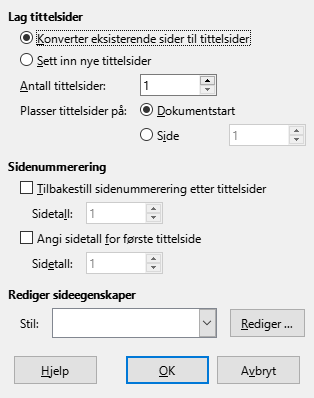 Lag tittelsider
Konverter eksisterende sider til tittelsider
Sett inn nye tittelsider
Antall tittelsider: 1
Plasser tittelsider på: Dokumentstart
Side 1
Sidenummerering
Tilbakestill sidenummerering etter tittelsider
Sidetall: 1
Angi sidetall for første tittelside
Sidetall: 1
Rediger sideegenskaper
Stil: Rediger ...
Hjelp OK Avbryt